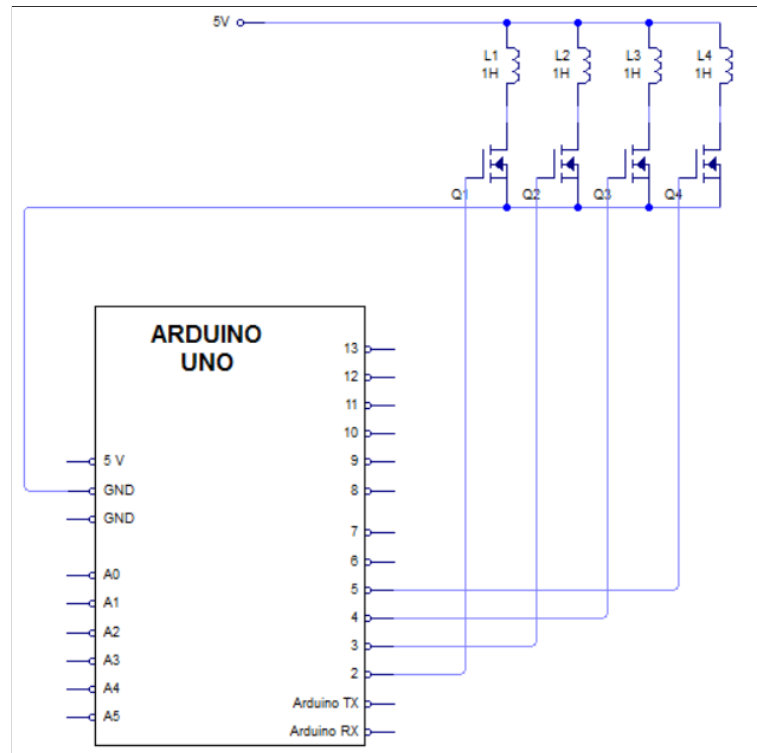 5V
L1 L2 L3 L4
1H 1H 1H 1H
Q1 Q2 Q3 Q4
ARDUINO
UNO
13
12
11
10
5 V 9
GND 8
GND
7
6
A0 5
A1 4
A2 3
A3 2
A4 Arduino TX
A5 Arduino RX